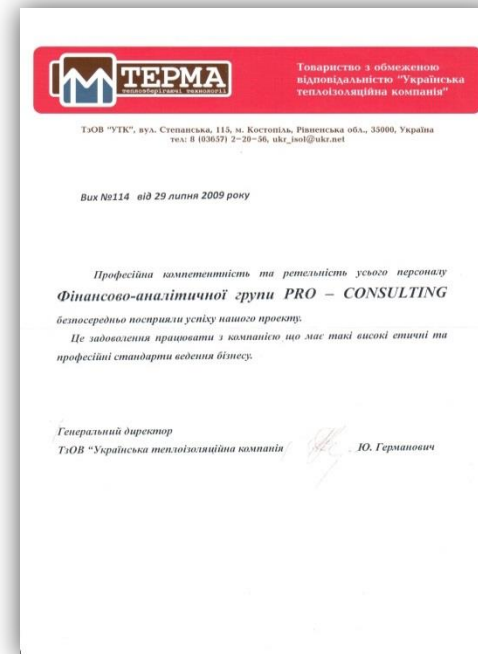 ТЕРМА
теплозберігаючі технології
Товариство з обмеженою
відповідальністю "Українська
теплоізоляційна компанія"
ТзОВ "УТК", вул. Степанська, 115, м. Костопіль, Рівненська обл., 35000, Україна
тел: 8 (03657) 2-20-56, ukr_isol@ukr.net
Вих №114 від 29 липня 2009 року
Професійна компетентність та ретельність усього персоналу
Фінансово-аналітичної групи PRO – CONSULTING
безпосередньо посприяли успіху нашого проекту.
Це задоволення працювати з компанією що має такі високі етичні та
професійні стандарти ведення бізнесу.
Генеральний директор
ТзОВ "Українська теплоізоляційна компанія Ю. Германович